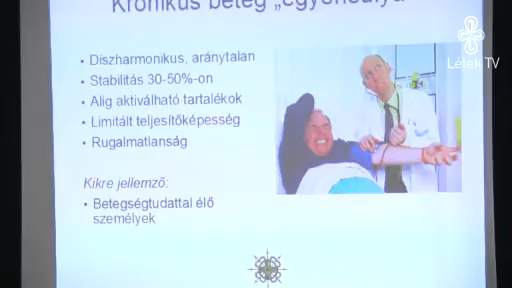 Krónikus beteg „egyensúlya
• Diszharmonikus, aránytalan
• Stabilitás 30-50%-on
• Alig aktiválható tartalékok
• Limitált teljesítőképesség
• Rugalmatlanság
Kikre jellemző:
• Betegségtudattal élő
személyek
Lélek TV